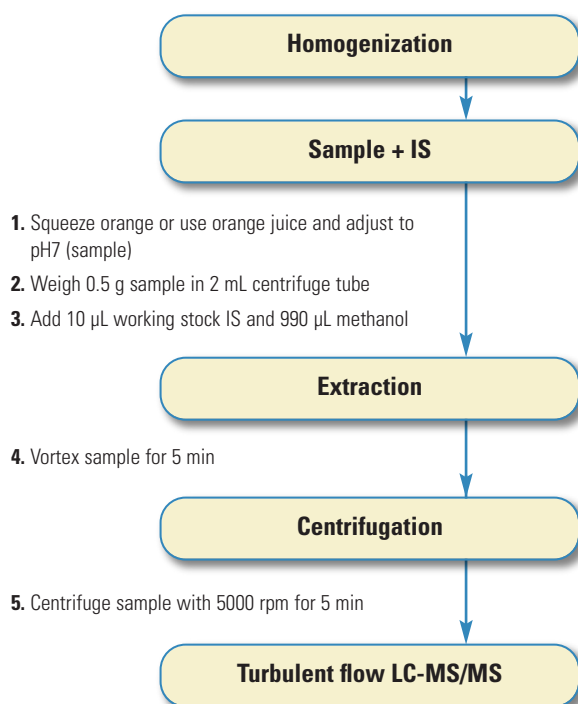 Homogenization
Sample + IS
1. Squeeze orange or use orange juice and adjust to
pH7 (sample)
2. Weigh 0.5 g sample in 2 mL centrifuge tube
3. Add 10 µL working stock IS and 990 µL methanol
Extraction
4. Vortex sample for 5 min
Centrifugation
5. Centrifuge sample with 5000 rpm for 5 min
Turbulent flow LC-MS/MS